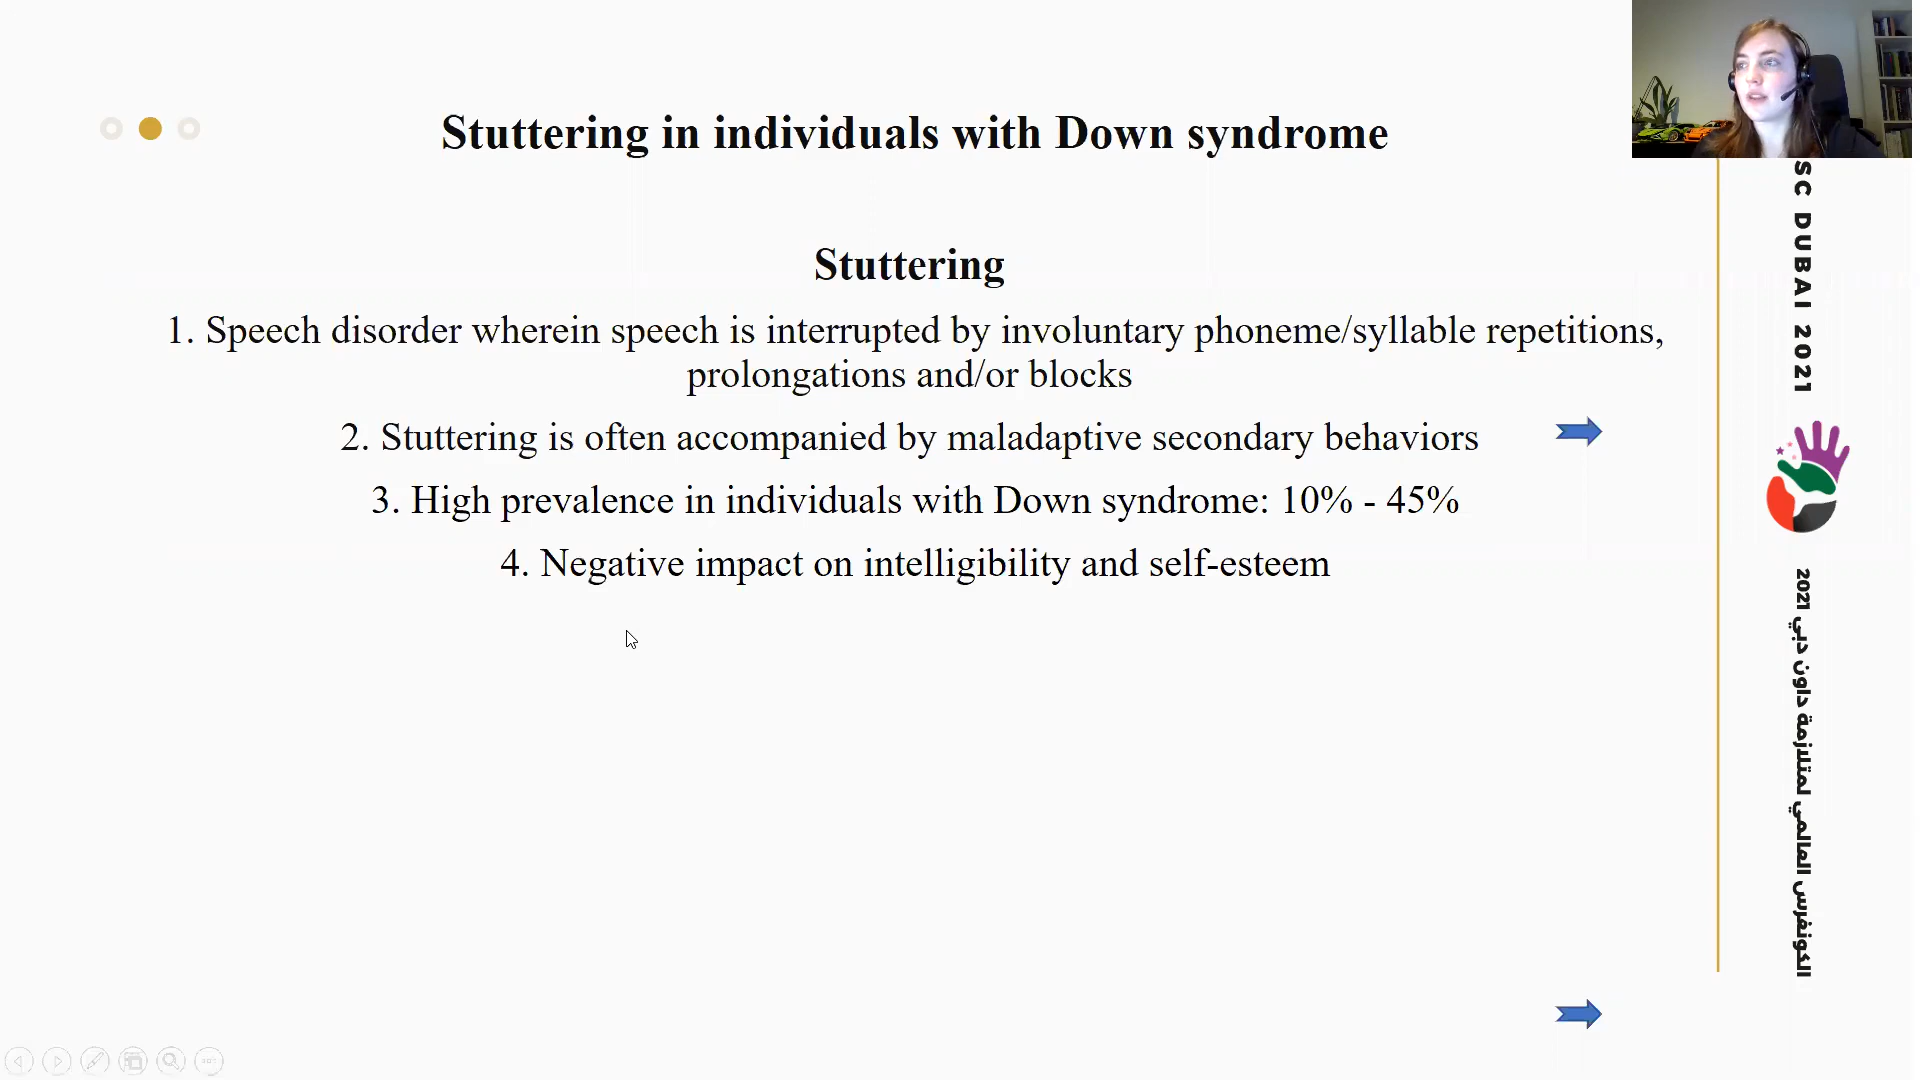 Stuttering in individuals with Down syndrome
Stuttering
1. Speech disorder wherein speech is interrupted by involuntary phoneme/syllable repetitions,
prolongations and/or blocks
2. Stuttering is often accompanied by maladaptive secondary behaviors
3. High prevalence in individuals with Down syndrome: 10% - 45%
4. Negative impact on intelligibility and self-esteem
SC DUBAI 2021
الكونغرس العالمي لمتلازمة داون دبي 2021